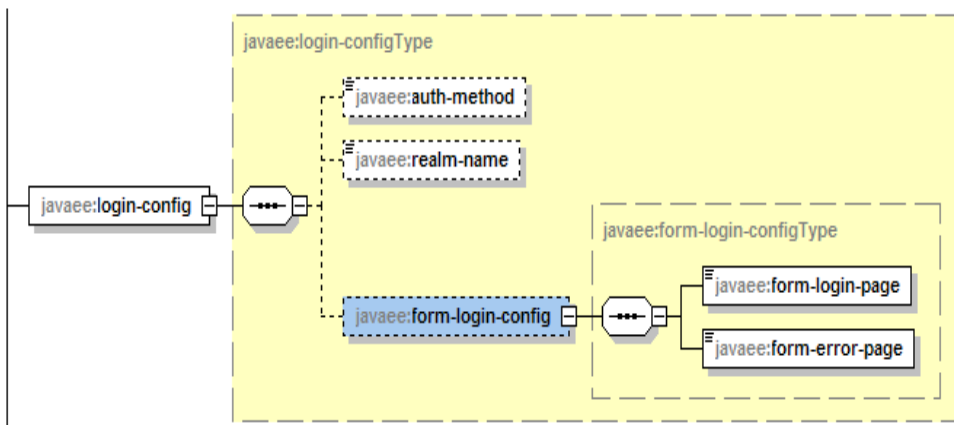 javaee:login-configType
javaee:auth-method
javaee:realm-name
javaee:login-config
javaee:form-login-configType
javaee:form-login-page
javaee:form-login-config
javaee:form-error-page